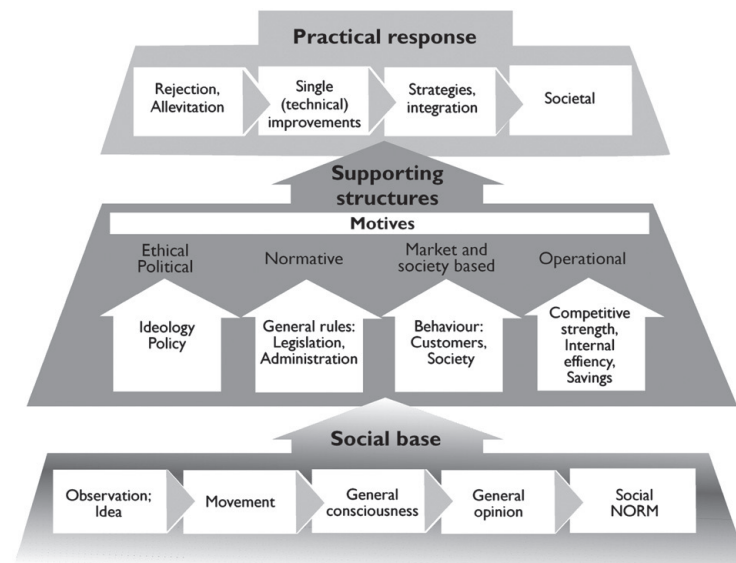 Practical response
Rejection,
Allevitation
Single
(technical)
improvements
Strategies,
integration
Societal
Supporting
structures
Motives
Ethical
Political
Normative
Market and
society based
Operational
Ideology
Policy
General rules:
Legislation,
Administration
Behaviour:
Customers,
Society
Competitive
strength,
Internal
effiency,
Savings
Social base
Observation;
Idea
Movement
General
consciousness
General
opinion
Social
NORM